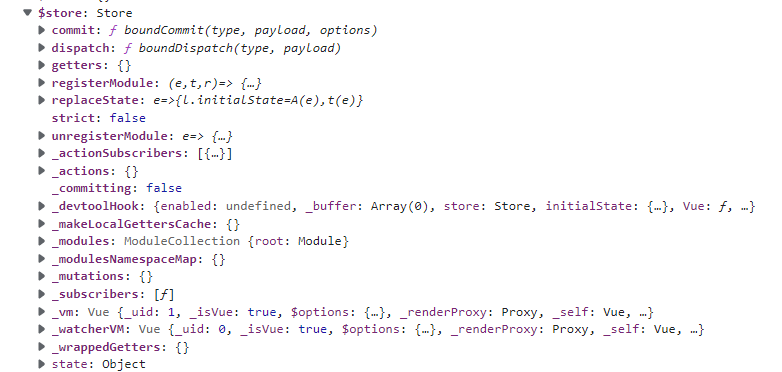 $store: Store
commit: ƒ boundCommit(type, payload, options)
dispatch: ƒ boundDispatch(type, payload)
getters: {}
registerModule: (e,t,r)=> {…}
replaceState: e=>{l.initialState=A(e),t(e)}
strict: false
unregisterModule: e=> {…}
_actionSubscribers: [{…}]
_actions: {}
_committing: false
_devtoolHook: {enabled: undefined, _buffer: Array(0), store: Store, initialState: {…}, Vue: ƒ, …}
_makeLocalGettersCache: {}
_modules: ModuleCollection {root: Module}
_modulesNamespaceMap: {}
_mutations: {}
_subscribers: [ƒ]
_vm: Vue {_uid: 1, _isVue: true, $options: {…}, _renderProxy: Proxy, _self: Vue, …}
_watcherVM: Vue {_uid: 0, _isVue: true, $options: {…}, _renderProxy: Proxy, _self: Vue, …}
_wrappedGetters: {}
state: Object